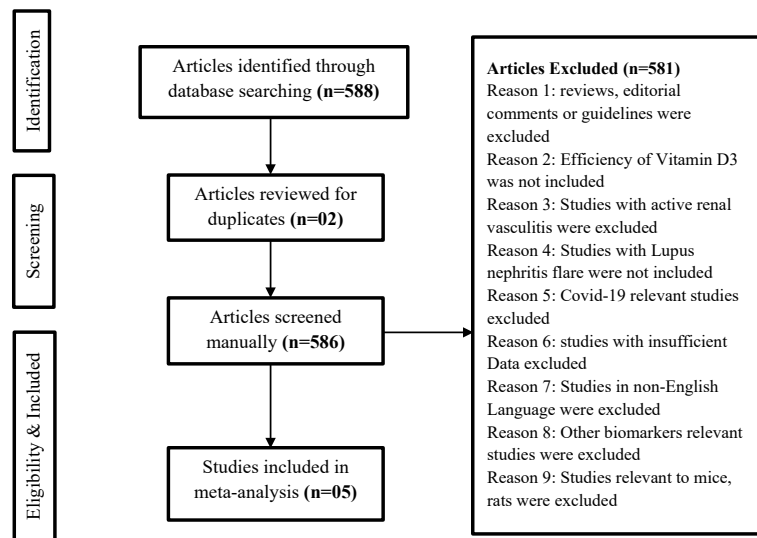 Identification
Articles identified through
database searching (n=588)
Screening
Articles reviewed for
duplicates (n=02)
Articles screened
manually (n=586)
Eligibility & Included
Studies included in
meta-analysis (n=05)
Articles Excluded (n=581)
Reason 1: reviews, editorial
comments or guidelines were
excluded
Reason 2: Efficiency of Vitamin D3
was not included
Reason 3: Studies with active renal
vasculitis were excluded
Reason 4: Studies with Lupus
nephritis flare were not included
Reason 5: Covid-19 relevant studies
excluded
Reason 6: studies with insufficient
Data excluded
Reason 7: Studies in non-English
Language were excluded
Reason 8: Other biomarkers relevant
studies were excluded
Reason 9: Studies relevant to mice,
rats were excluded